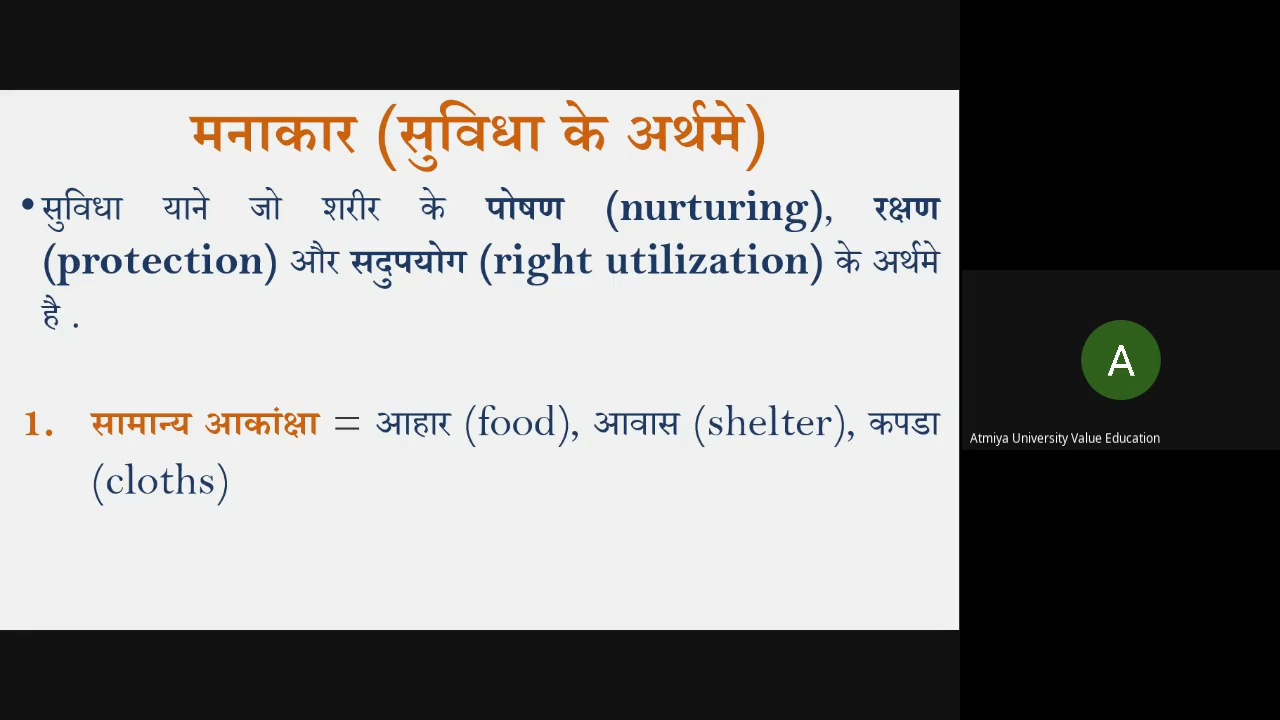 मनाकार (सुविधा के अर्थमे)
•सुविधा याने जो शरीर के पोषण (nurturing), रक्षण
(protection) और सदुपयोग (right utilization) के अर्थमे
है .
1. सामान्य आकांक्षा = आहार (food), आवास (shelter), कपडा
(cloths)
A
Atmiya University Value Education